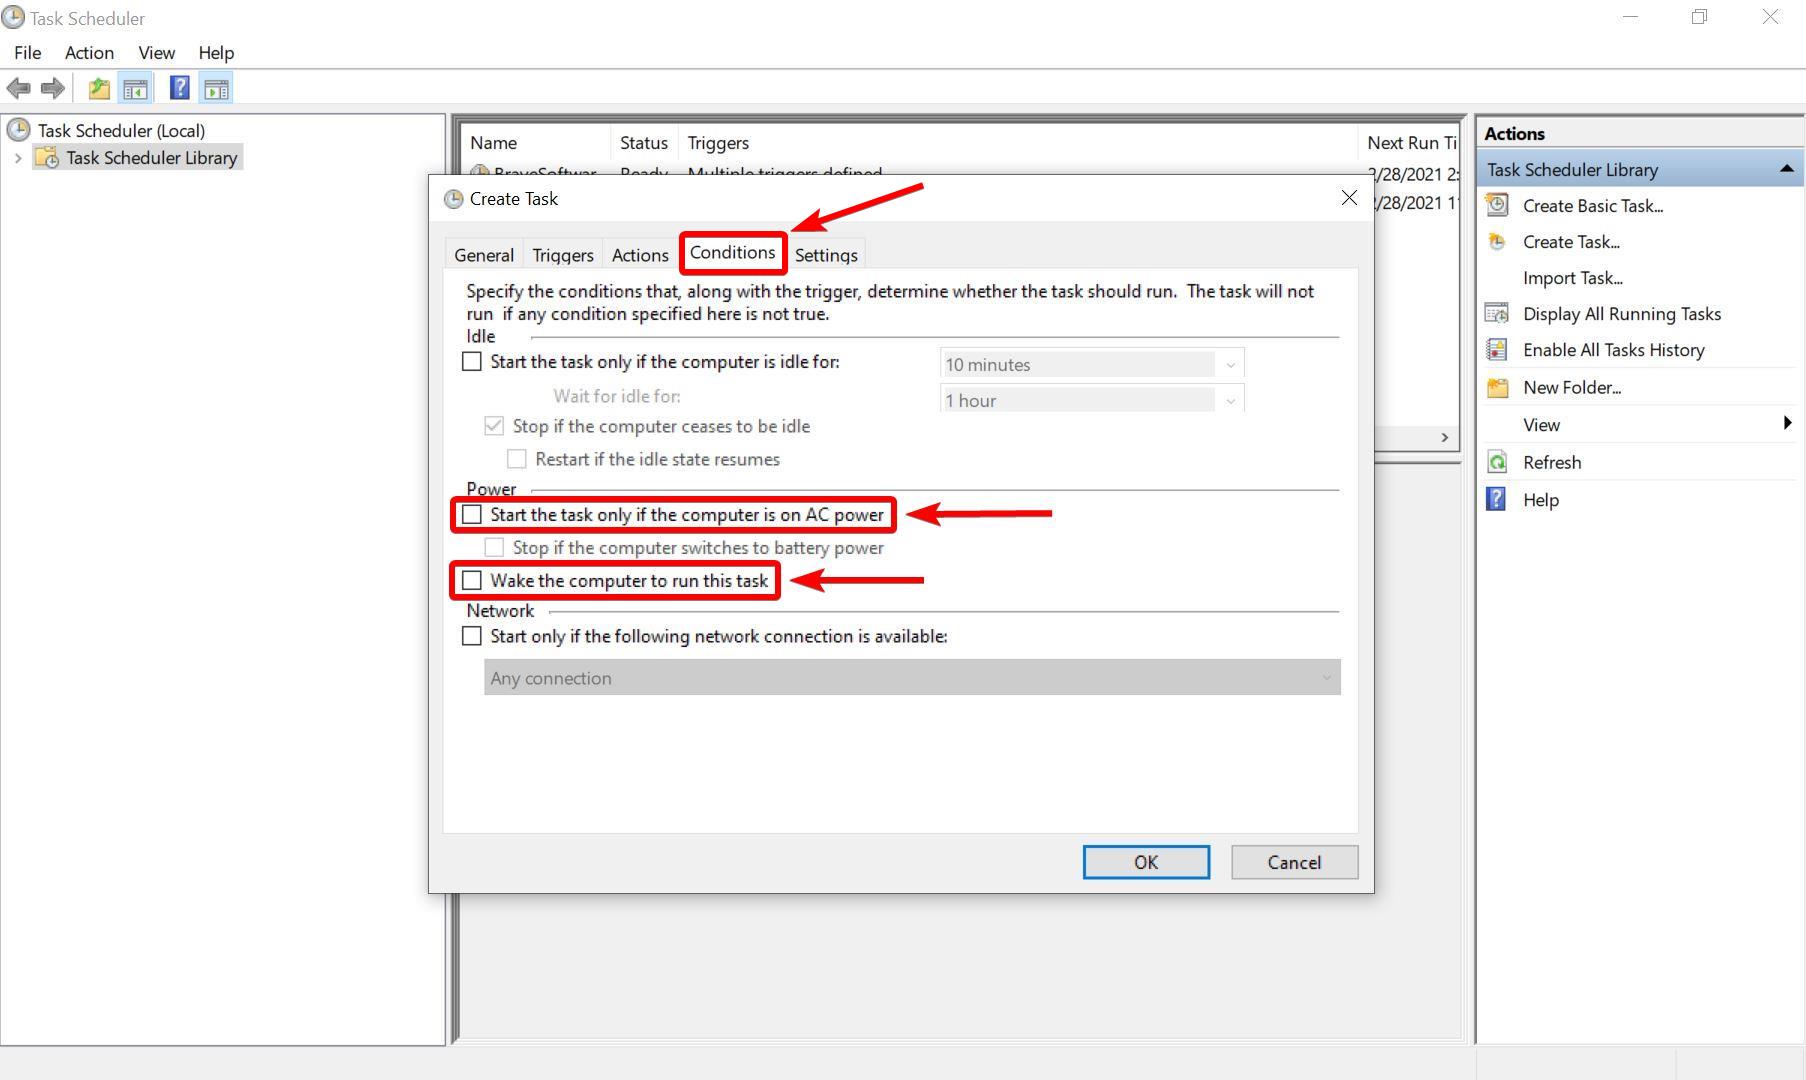 Task Scheduler
File Action View Help
Task Scheduler (Local)
Task Scheduler Library
Name Status Triggers Next Run Ti
BraveSoftwar Ready Multiple triggers defined /28/2021 2:
/28/2021 1
Create Task
General Triggers Actions Conditions Settings
Specify the conditions that, along with the trigger, determine whether the task should run. The task will not
run if any condition specified here is not true.
Idle
Start the task only if the computer is idle for: 10 minutes
Wait for idle for: 1 hour
Stop if the computer ceases to be idle
Restart if the idle state resumes
Power
Start the task only if the computer is on AC power
Stop if the computer switches to battery power
Wake the computer to run this task
Network
Start only if the following network connection is available:
Any connection
OK Cancel
Actions
Task Scheduler Library
Create Basic Task...
Create Task...
Import Task...
Display All Running Tasks
Enable All Tasks History
New Folder...
View
Refresh
Help